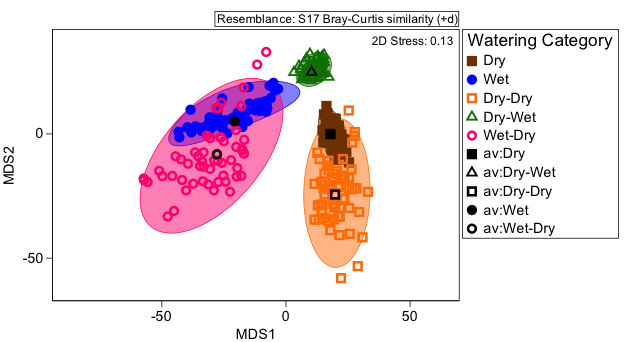 Resemblance: S17 Bray-Curtis similarity (+d)
2D Stress: 0.13
Watering Category
Dry
Wet
Dry-Dry
Dry-Wet
Wet-Dry
av:Dry
av:Dry-Wet
av:Dry-Dry
av:Wet
av:Wet-Dry
MDS2
0
-50
-50
0
50
MDS1